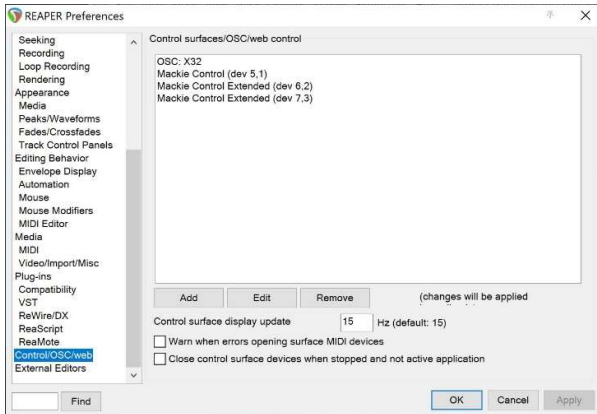 REAPER Preferences
Seeking
Recording
Loop Recording
Rendering
Appearance
Media
Peaks/Waveforms
Fades/Crossfades
Track Control Panels
Editing Behavior
Envelope Display
Automation
Mouse
Mouse Modifiers
MIDI Editor
Media
MIDI
Video/Import/Misc
Plug-ins
Compatibility
VST
ReWire/DX
ReaScript
ReaMote
Control/OSC/web
External Editors
Find
Control surfaces/OSC/web control
OSC: X32
Mackie Control (dev 5,1)
Mackie Control Extended (dev 6,2)
Mackie Control Extended (dev 7,3)
Add Edit Remove (changes will be applied
Control surface display update 15 Hz (default: 15)
Warn when errors opening surface MIDI devices
Close control surface devices when stopped and not active application
OK Cancel Apply